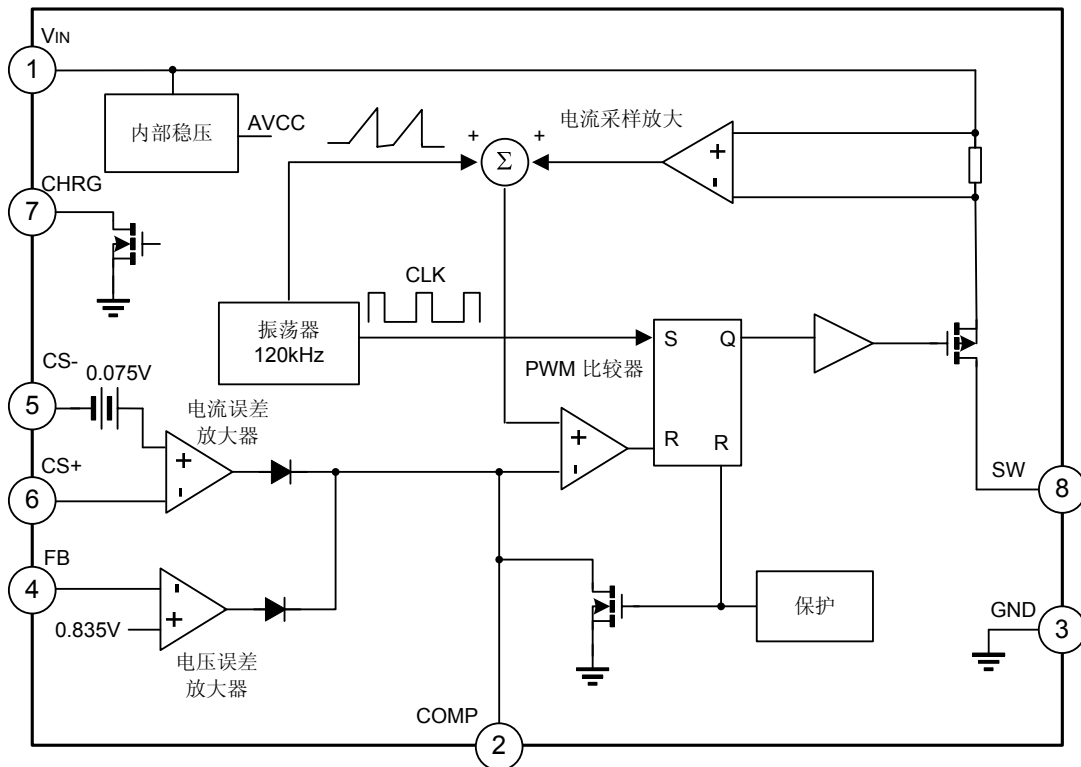 VIN
1
内部稳压
AVCC
+
+
Σ
电流采样放大
+
-
CHRG
7
CLK
振荡器
120kHz
S
Q
PWM 比较器
R
R
CS-
5
0.075V
电流误差
放大器
+
-
CS+
6
+
-
SW
8
FB
4
-
+
0.835V
电压误差
放大器
保护
GND
3
COMP
2